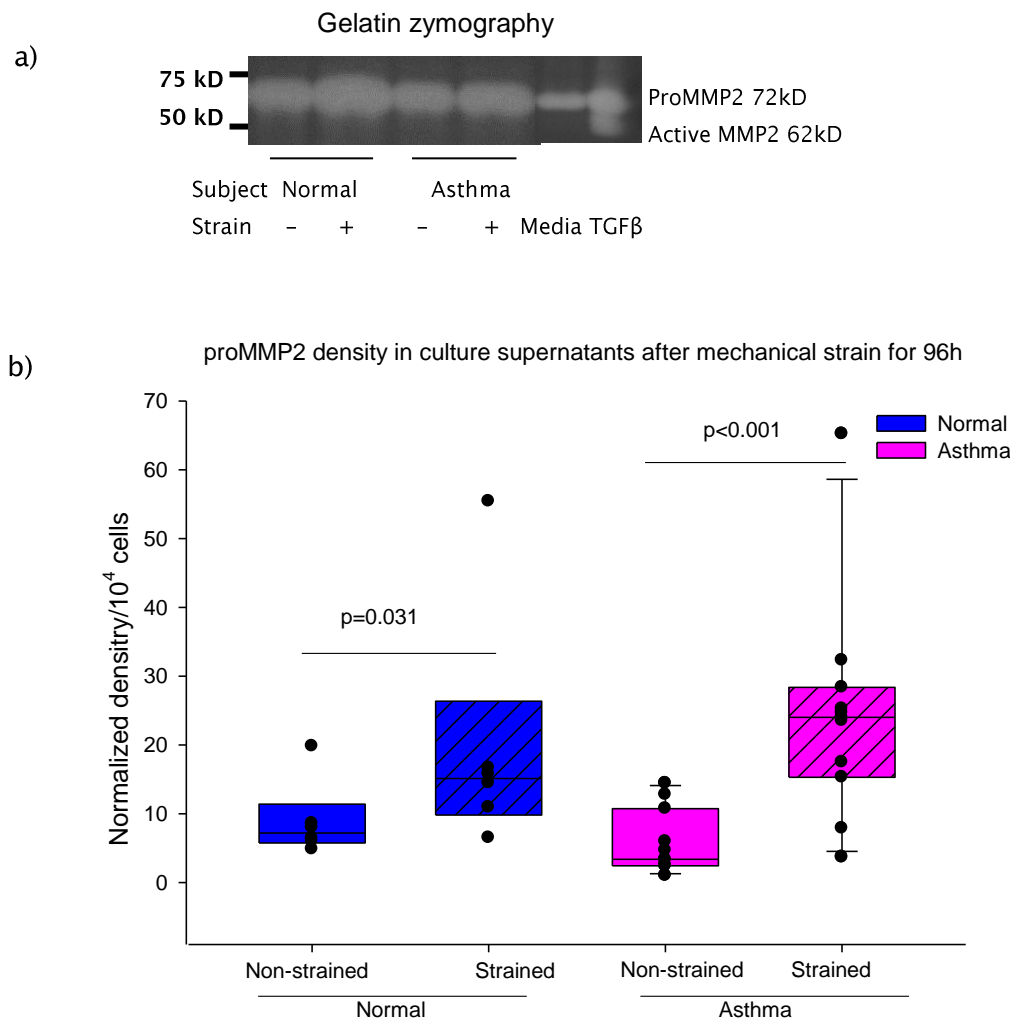 Gelatin zymography
a)
75 kD
50 kD
ProMMP2 72kD
Active MMP2 62kD
Subject Normal Asthma
Strain – + – + Media TGFβ
b)
proMMP2 density in culture supernatants after mechanical strain for 96h
Normalized densitry/10⁴ cells
70
60
50
40
30
20
10
0
p=0.031
p<0.001
Normal
Asthma
Non-strained Strained Non-strained Strained
Normal Asthma